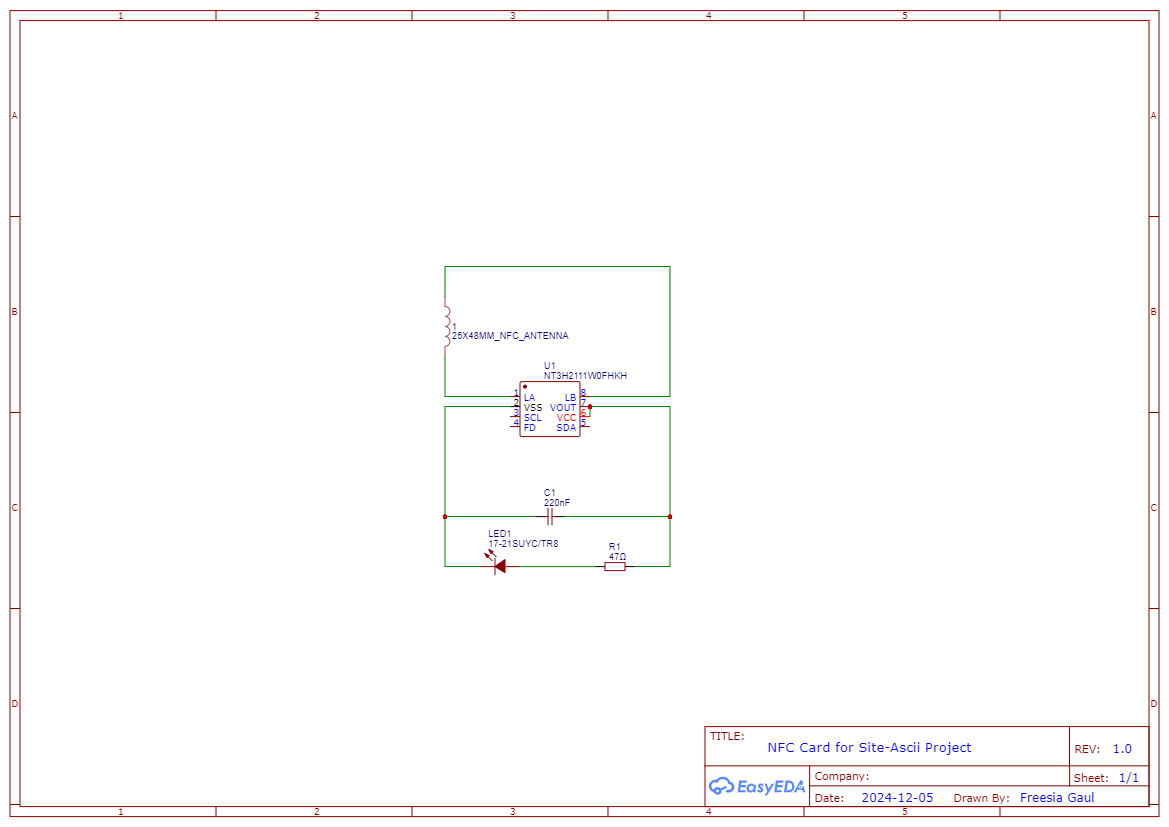 1 2 3 4 5
A A
B B
C C
D D
1
25X48MM_NFC_ANTENNA
U1
NT3H2111W0FHKH
1 LA LB 8
2 VSS VOUT 7
3 SCL VCC 6
4 FD SDA 5
C1
220nF
LED1
17-21SUYC/TR8
R1
47Ω
TITLE:
NFC Card for Site-Ascii Project
REV: 1.0
EasyEDA
Company:
Sheet: 1/1
Date: 2024-12-05 Drawn By: Freesia Gaul
1 2 3 4 5